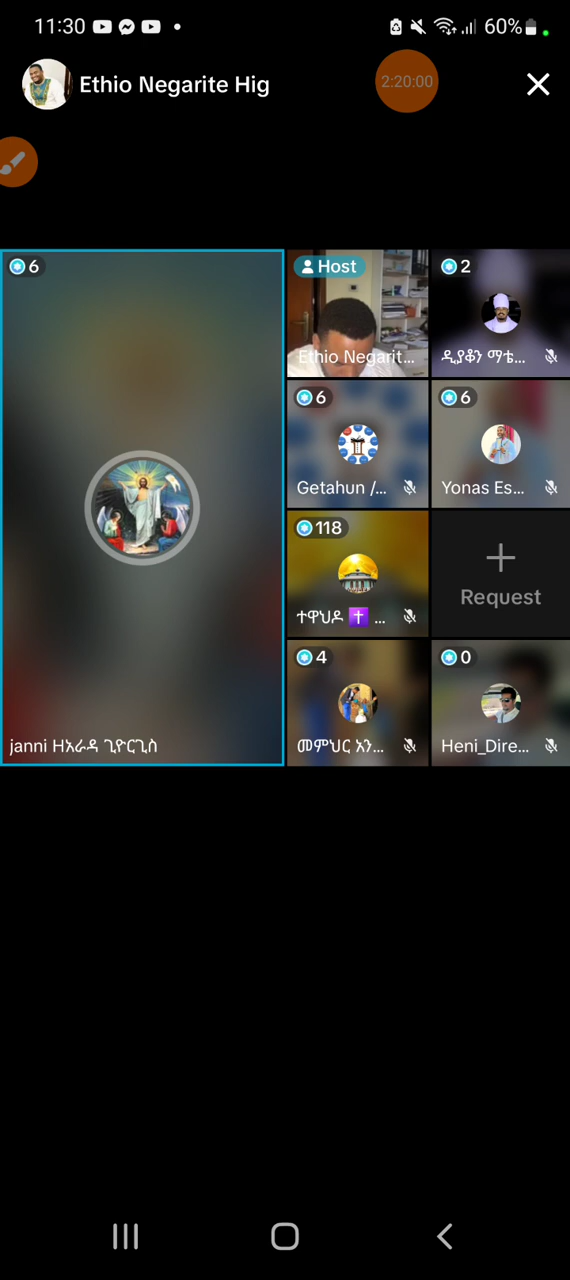 11:30
60%
Ethio Negarite Hig
2:20:00
6
Host
2
Ethio Negarit...
ዲያቆን ማቴ...
6
6
Getahun /...
Yonas Es...
118
ተዋህዶ ✝️ ...
Request
4
0
janni Hአራዳ ጊዮርጊስ
መምህር አን...
Heni_Dire...